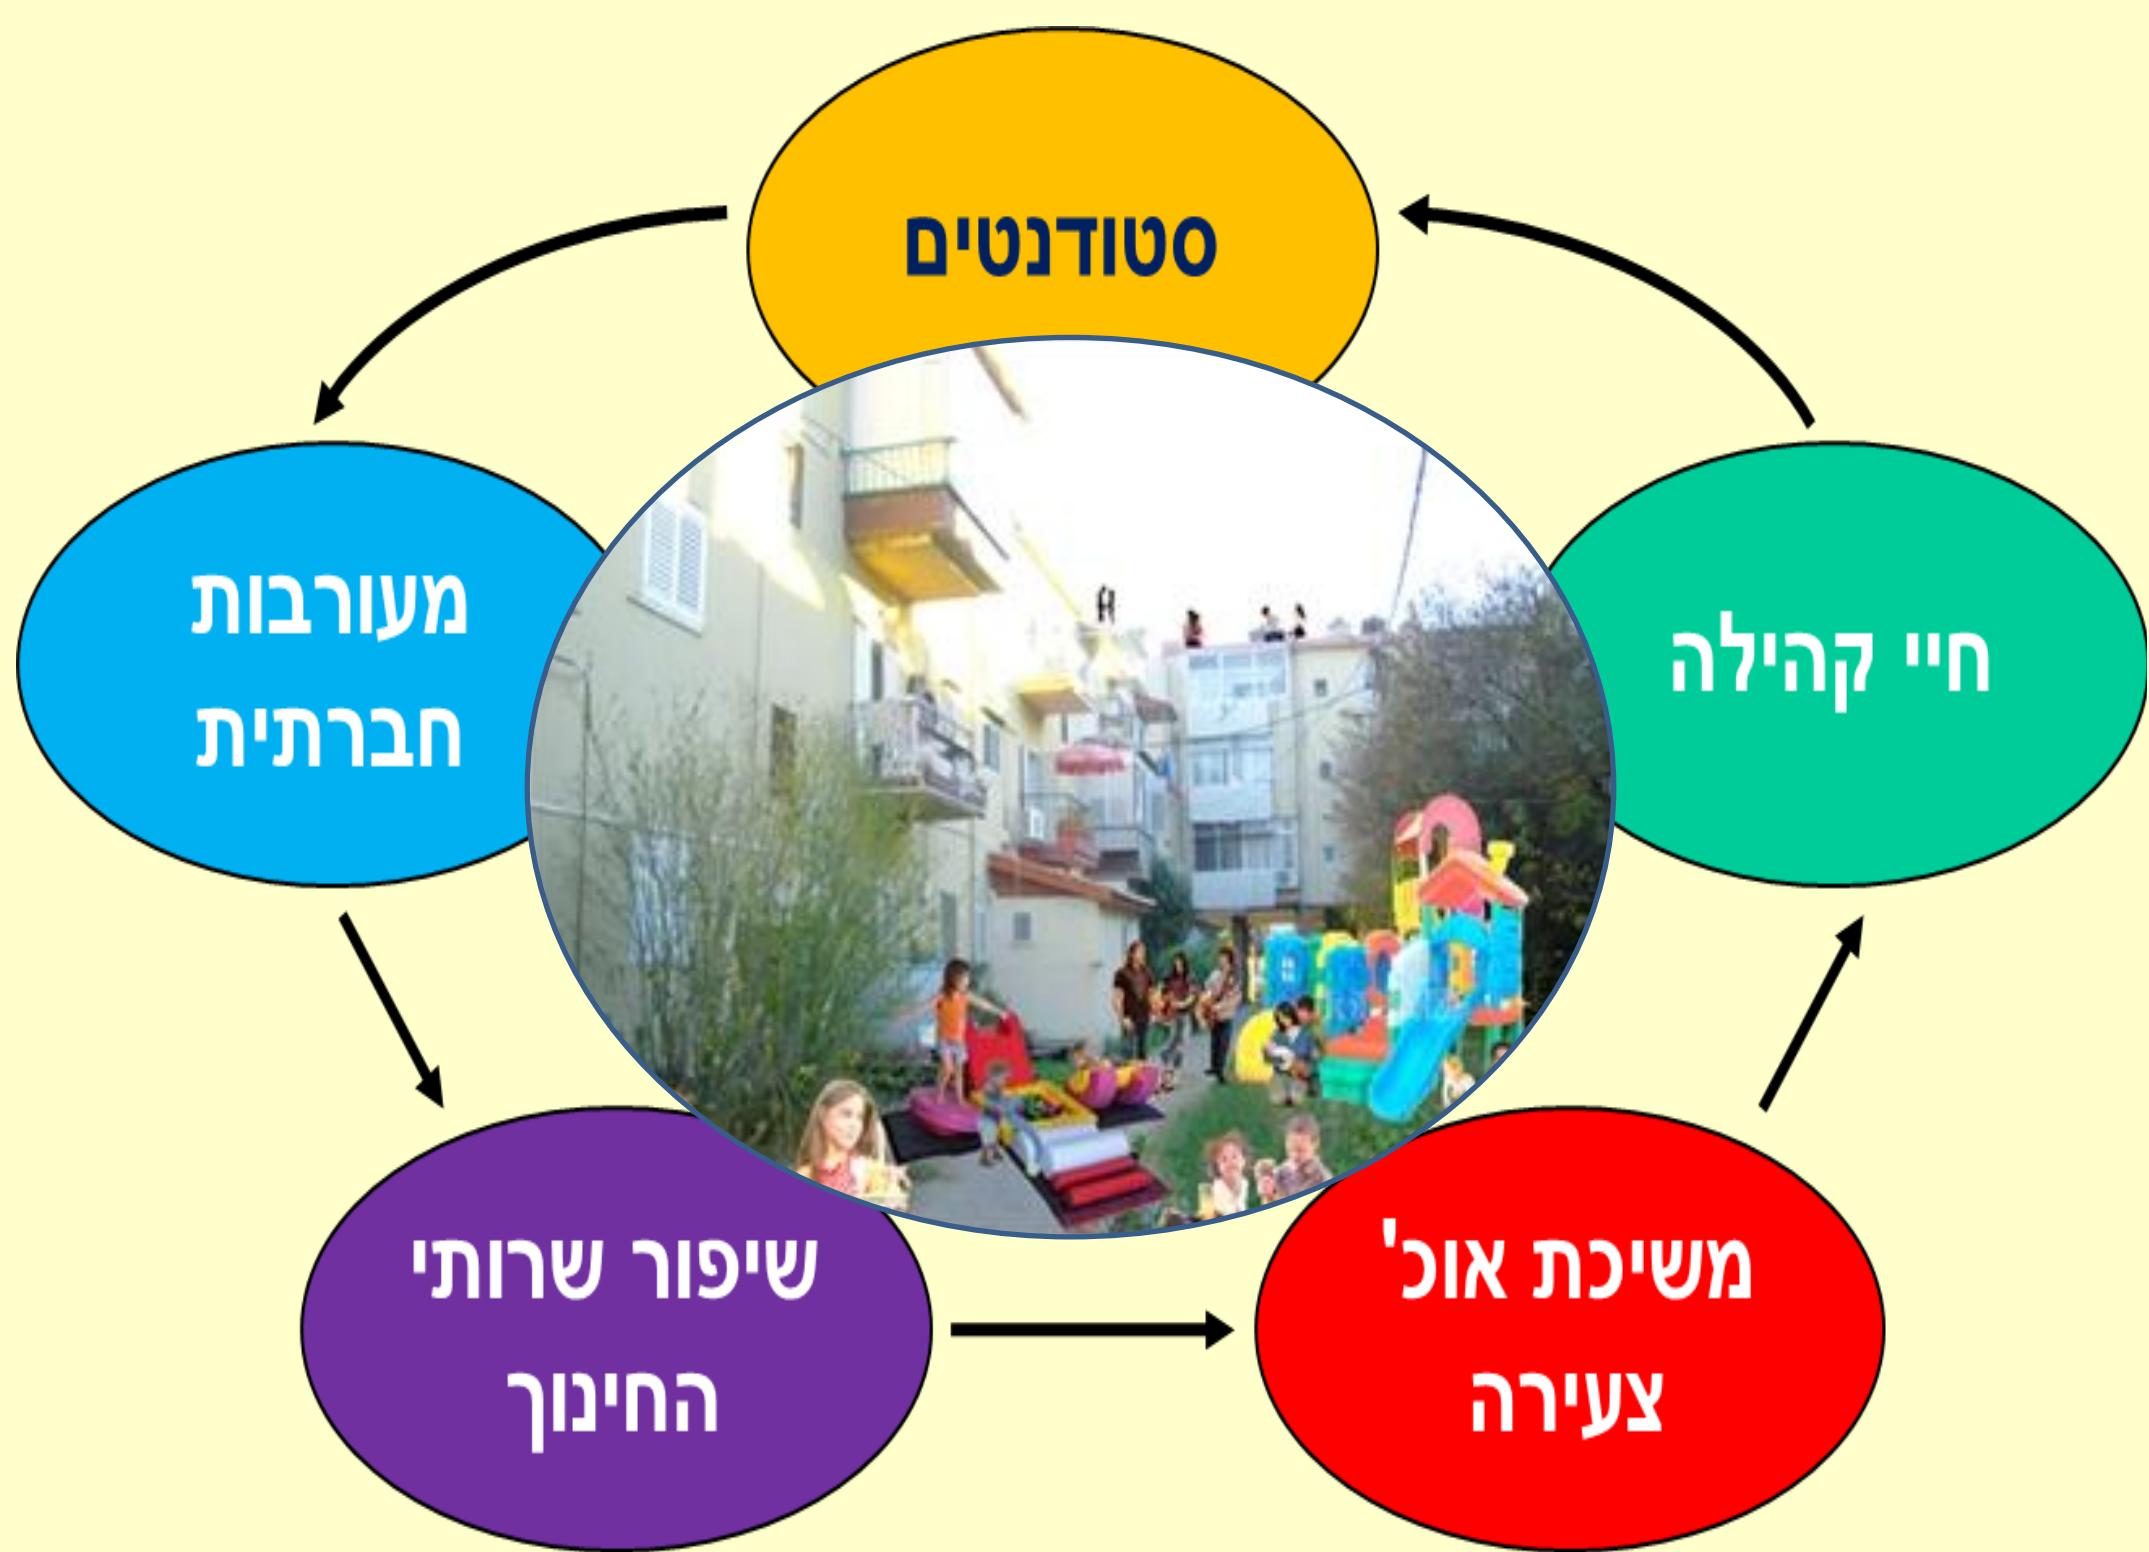 סטודנטים
מעורבות
חברתית
שיפור שרותי
החינוך
משיכת אוכ'
צעירה
חיי קהילה